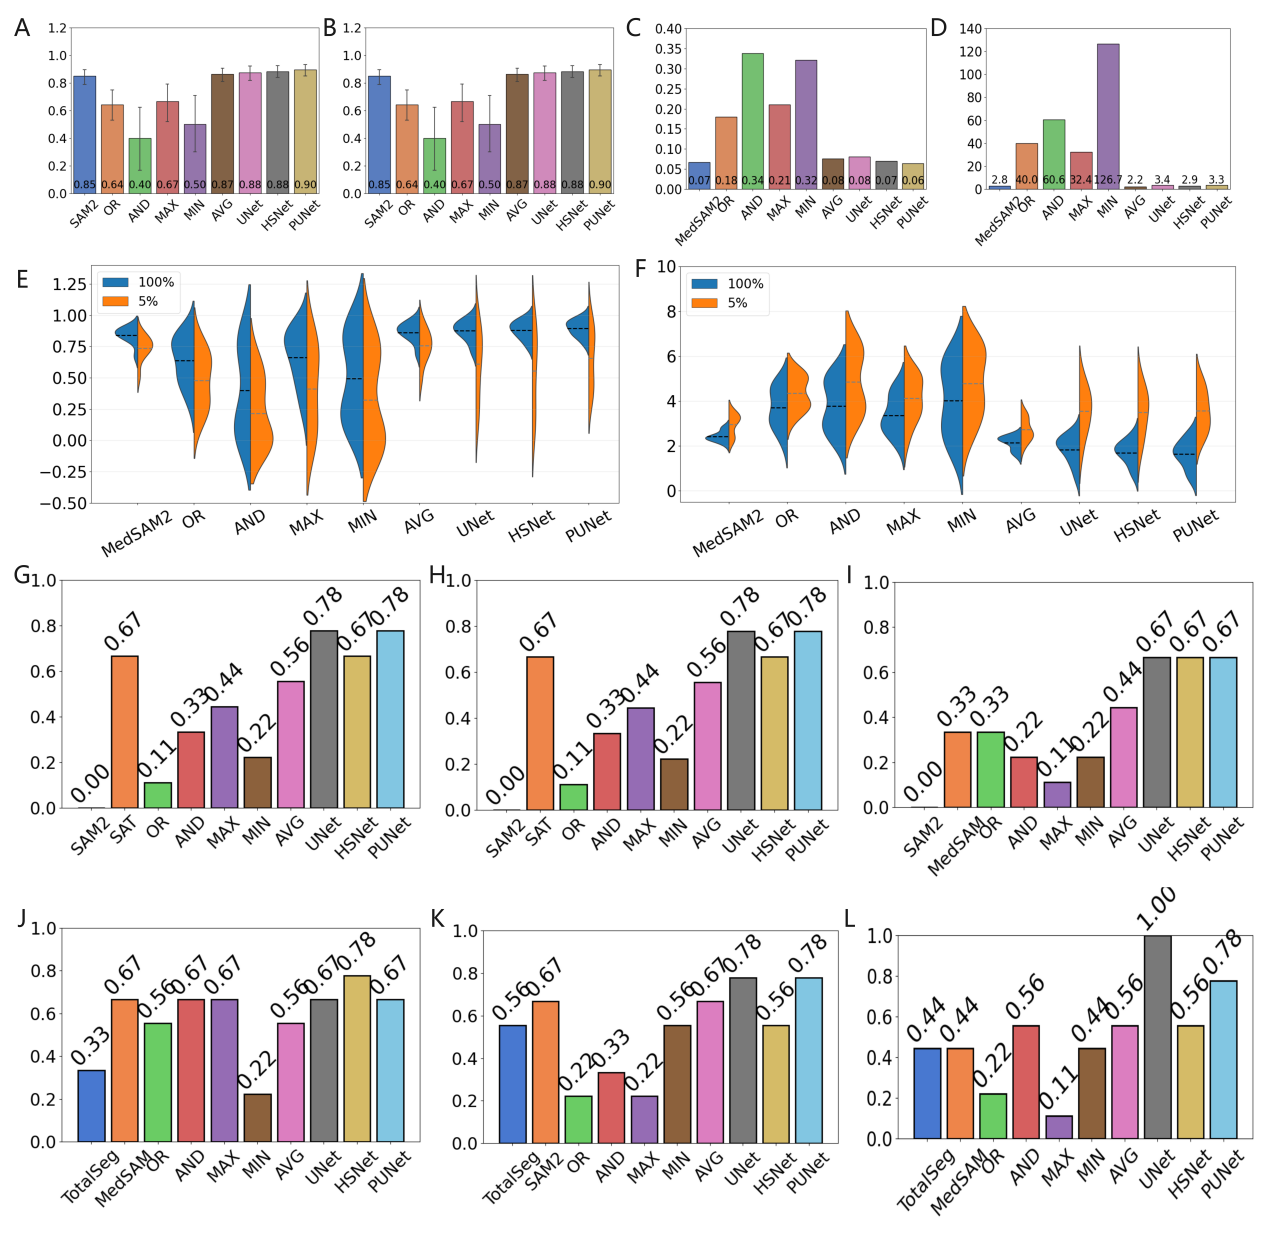 A
1.2
1.0
0.8
0.6
0.4
0.2
0.0
0.85 0.64 0.40 0.67 0.50 0.87 0.88 0.88 0.90
SAM2 OR AND MAX MIN AVG UNet HSNet PUNet
B
1.2
1.0
0.8
0.6
0.4
0.2
0.0
0.85 0.64 0.40 0.67 0.50 0.87 0.88 0.88 0.90
SAM2 OR AND MAX MIN AVG UNet HSNet PUNet
C
0.40
0.35
0.30
0.25
0.20
0.15
0.10
0.05
0.00
0.07 0.18 0.34 0.21 0.32 0.08 0.08 0.07 0.06
MedSAM2 OR AND MAX MIN AVG UNet HSNet PUNet
D
140
120
100
80
60
40
20
0
2.8 40.0 60.6 32.4 126.7 2.2 3.4 2.9 3.3
MedSAM2 OR AND MAX MIN AVG UNet HSNet PUNet
E
1.25
1.00
0.75
0.50
0.25
0.00
−0.25
−0.50
100%
5%
MedSAM2 OR AND MAX MIN AVG UNet HSNet PUNet
F
10
8
6
4
2
0
100%
5%
MedSAM2 OR AND MAX MIN AVG UNet HSNet PUNet
G
1.0
0.8
0.6
0.4
0.2
0.0
0.00 0.67 0.11 0.33 0.44 0.22 0.56 0.78 0.67 0.78
SAM2 SAT OR AND MAX MIN AVG UNet HSNet PUNet
H
1.0
0.8
0.6
0.4
0.2
0.0
0.00 0.67 0.11 0.33 0.44 0.22 0.56 0.78 0.67 0.78
SAM2 SAT OR AND MAX MIN AVG UNet HSNet PUNet
I
1.0
0.8
0.6
0.4
0.2
0.0
0.00 0.33 0.33 0.22 0.11 0.22 0.44 0.67 0.67 0.67
SAM2 MedSAM OR AND MAX MIN AVG UNet HSNet PUNet
J
1.0
0.8
0.6
0.4
0.2
0.0
0.33 0.67 0.56 0.67 0.67 0.22 0.56 0.67 0.78 0.67
TotalSeg MedSAM OR AND MAX MIN AVG UNet HSNet PUNet
K
1.0
0.8
0.6
0.4
0.2
0.0
0.56 0.67 0.22 0.33 0.22 0.56 0.67 0.78 0.56 0.78
TotalSeg SAM2 OR AND MAX MIN AVG UNet HSNet PUNet
L
1.0
0.8
0.6
0.4
0.2
0.0
0.44 0.44 0.22 0.56 0.11 0.44 0.56 1.00 0.56 0.78
TotalSeg MedSAM OR AND MAX MIN AVG UNet HSNet PUNet